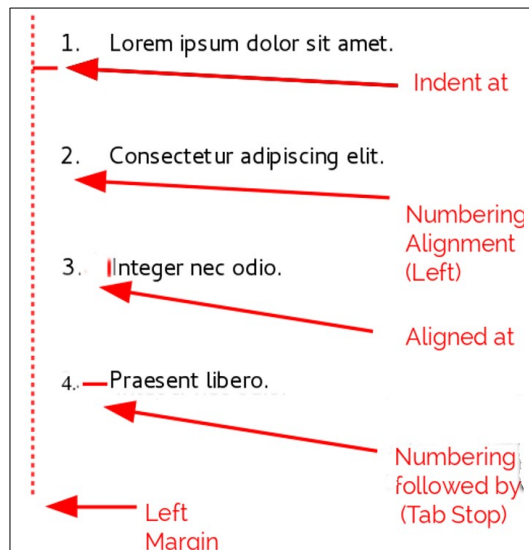 1. Lorem ipsum dolor sit amet.
Indent at
2. Consectetur adipiscing elit.
Numbering
Alignment
(Left)
3. Integer nec odio.
Aligned at
4. Praesent libero.
Numbering
followed by
(Tab Stop)
Left
Margin